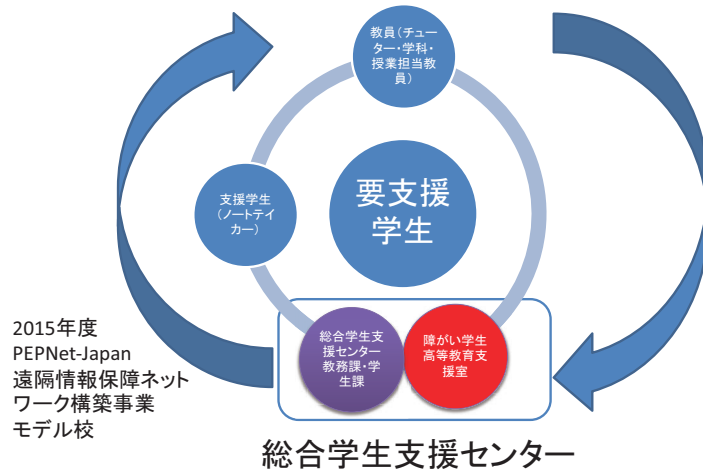 教員(チュー
ター・学科・
授業担当教
員)
支援学生
(ノートテイ
カー)
要支援
学生
総合学生支
援センター
教務課・学
生課
障がい学生
高等教育支
援室
2015年度
PEPNet-Japan
遠隔情報保障ネット
ワーク構築事業
モデル校
総合学生支援センター